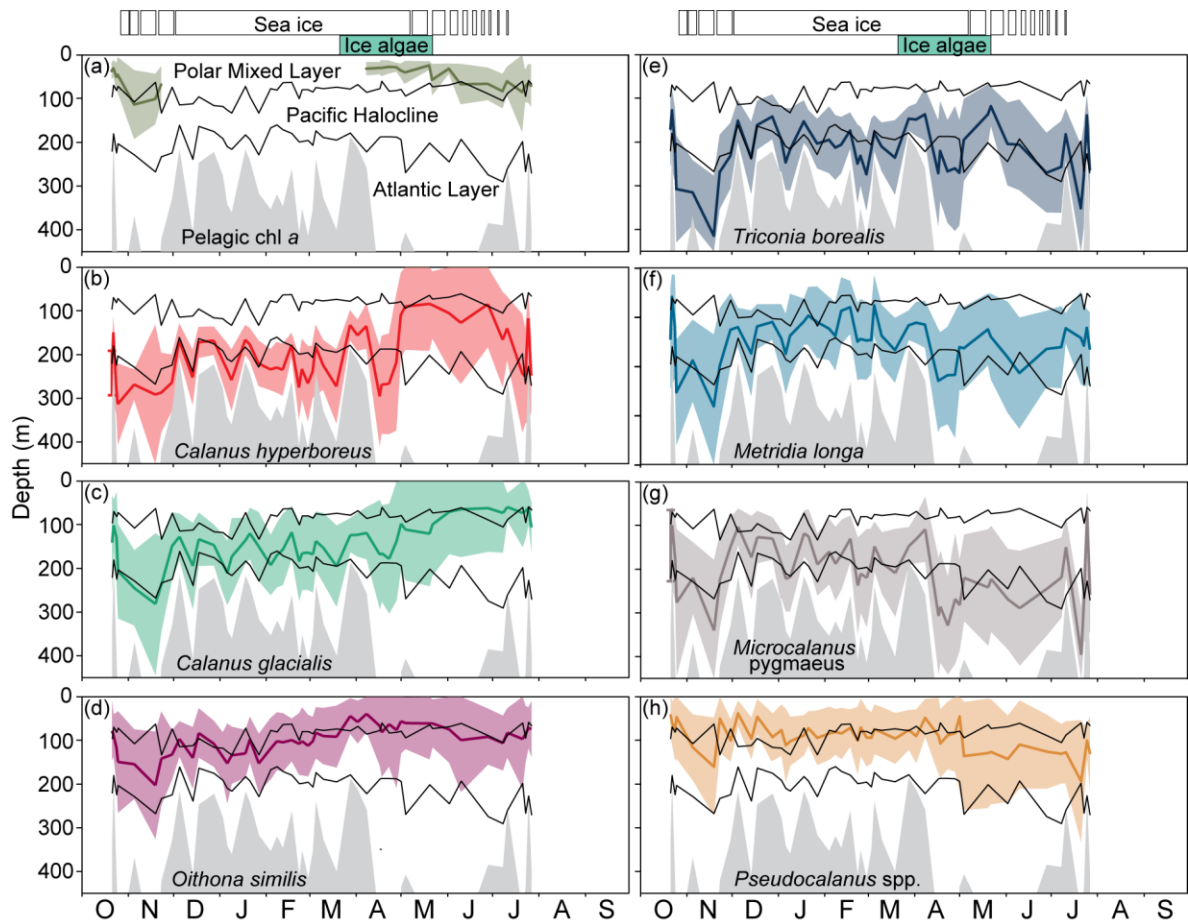 Sea ice
Sea ice
Ice algae
Ice algae
(a)
Polar Mixed Layer
Pacific Halocline
Atlantic Layer
Pelagic chl a
0
100
200
300
400
(e)
Triconia borealis
(b)
Calanus hyperboreus
0
100
200
300
400
(f)
Metridia longa
Depth (m)
(c)
Calanus glacialis
0
100
200
300
400
(g)
Microcalanus
pygmaeus
(d)
Oithona similis
0
100
200
300
400
(h)
Pseudocalanus spp.
O N D J F M A M J J A S
O N D J F M A M J J A S